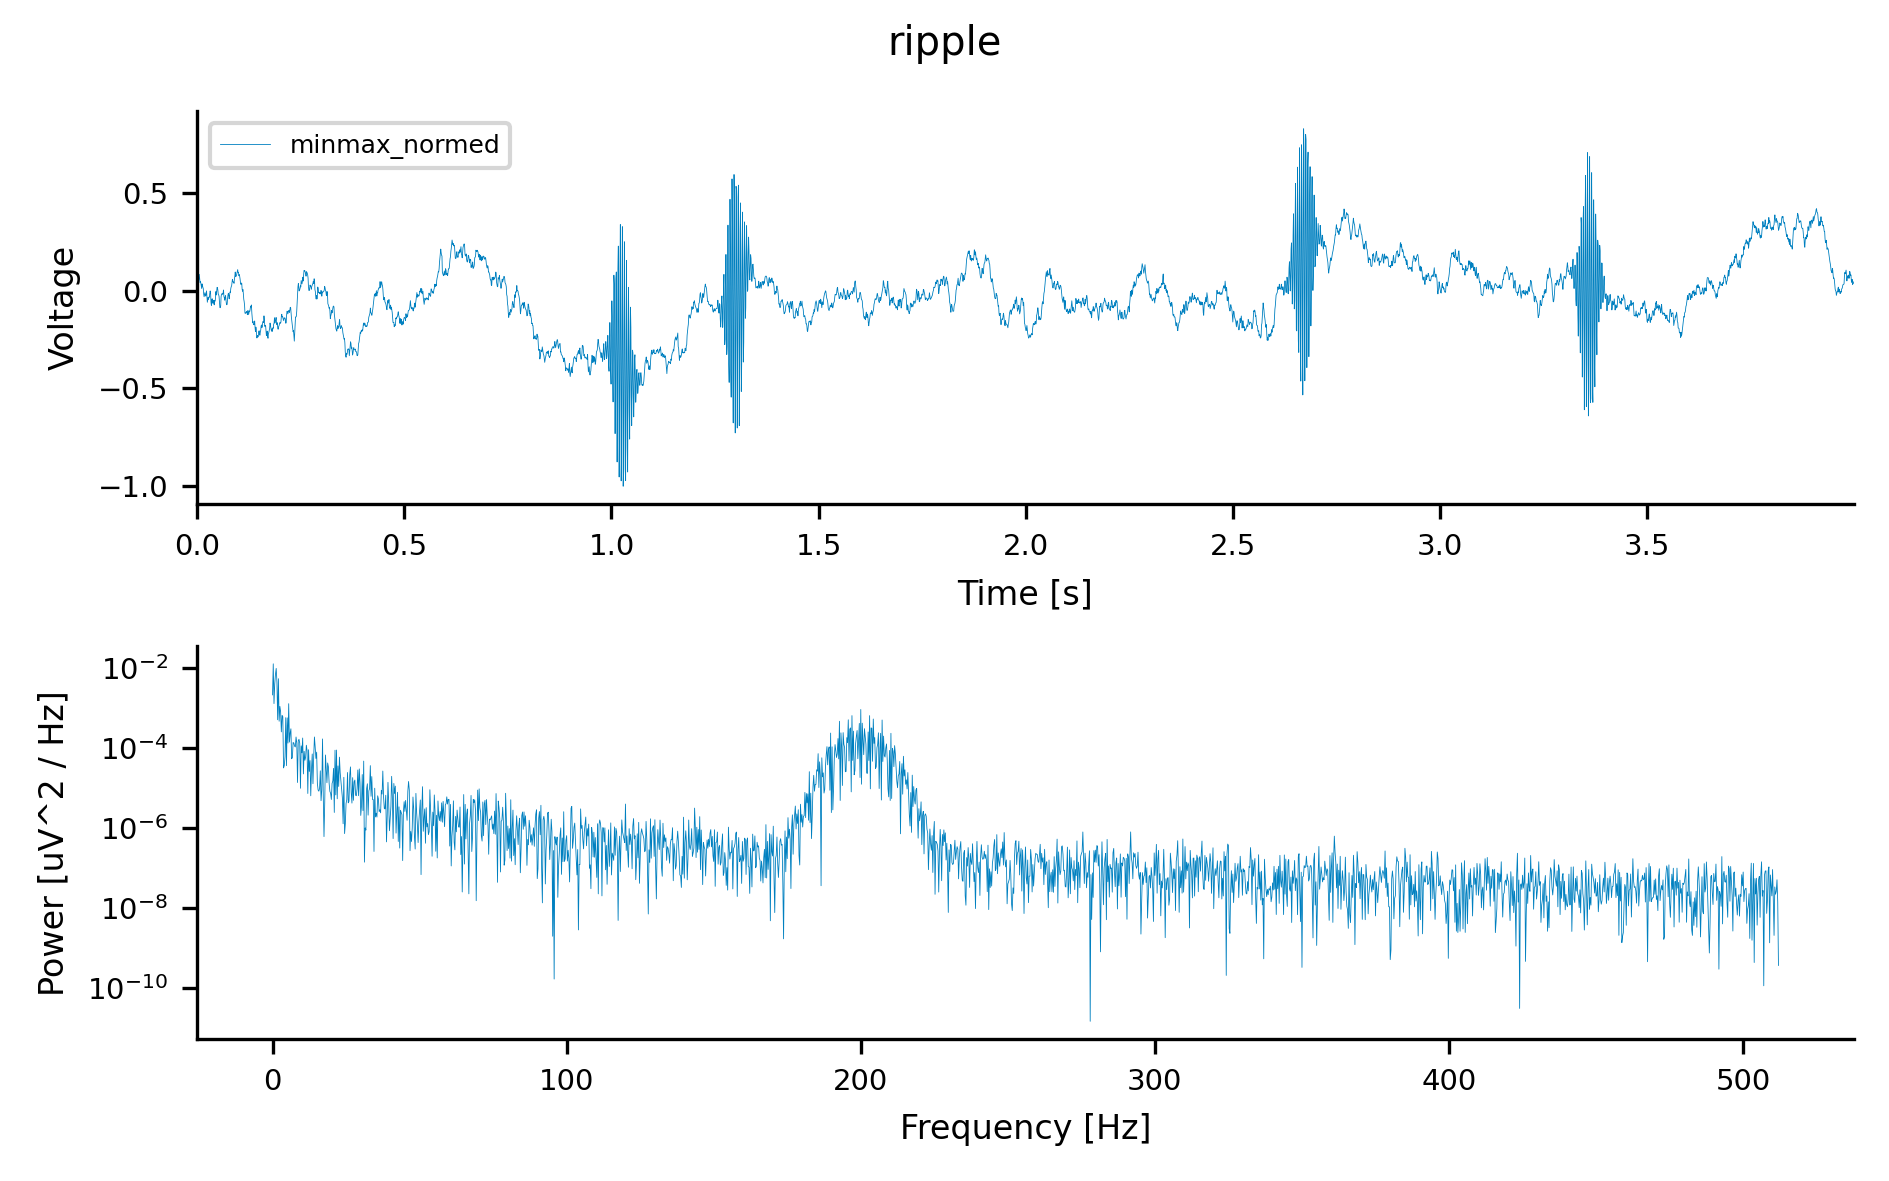 ripple
minmax_normed
Voltage
0.5
0.0
−0.5
−1.0
0.0 0.5 1.0 1.5 2.0 2.5 3.0 3.5
Time [s]
Power [uV^2 / Hz]
10⁻²
10⁻⁴
10⁻⁶
10⁻⁸
10⁻¹⁰
0 100 200 300 400 500
Frequency [Hz]